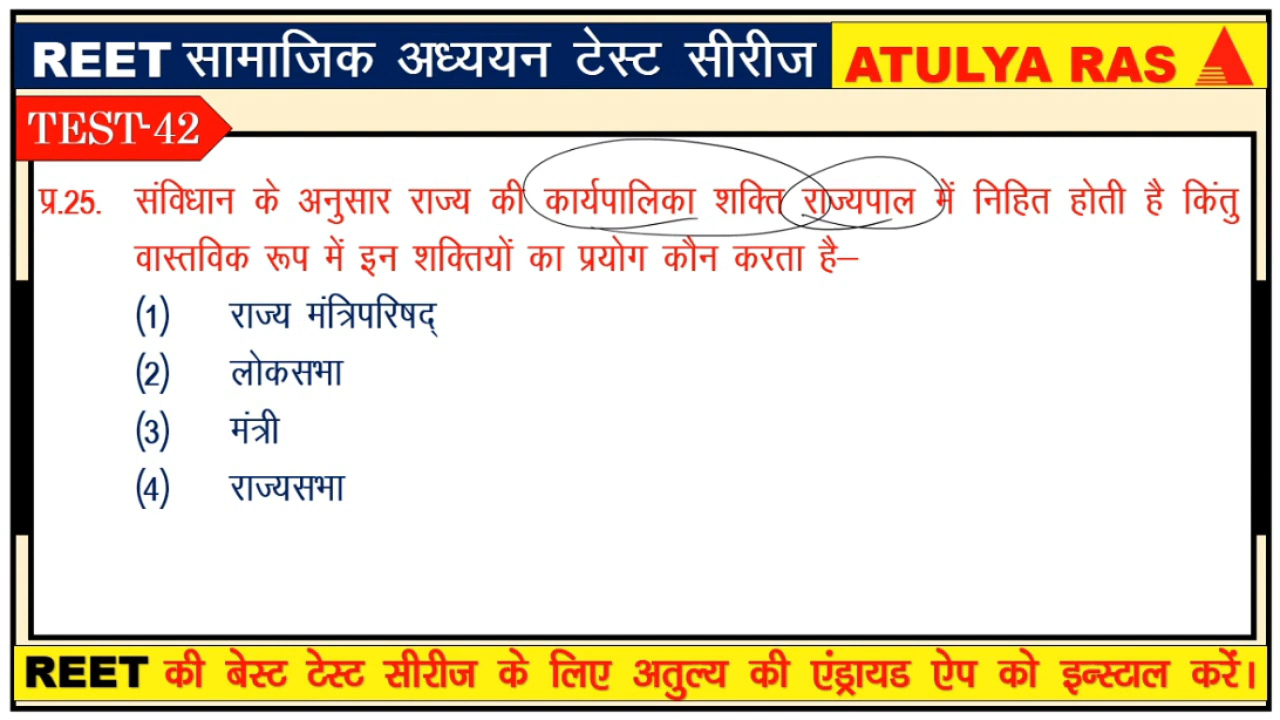 REET सामाजिक अध्ययन टेस्ट सीरीज ATULYA RAS
TEST-42
प्र.25. संविधान के अनुसार राज्य की कार्यपालिका शक्ति राज्यपाल में निहित होती है किंतु
वास्तविक रूप में इन शक्तियों का प्रयोग कौन करता है–
(1) राज्य मंत्रिपरिषद्
(2) लोकसभा
(3) मंत्री
(4) राज्यसभा
REET की बेस्ट टेस्ट सीरीज के लिए अतुल्य की एंड्रायड ऐप को इन्स्टाल करें।